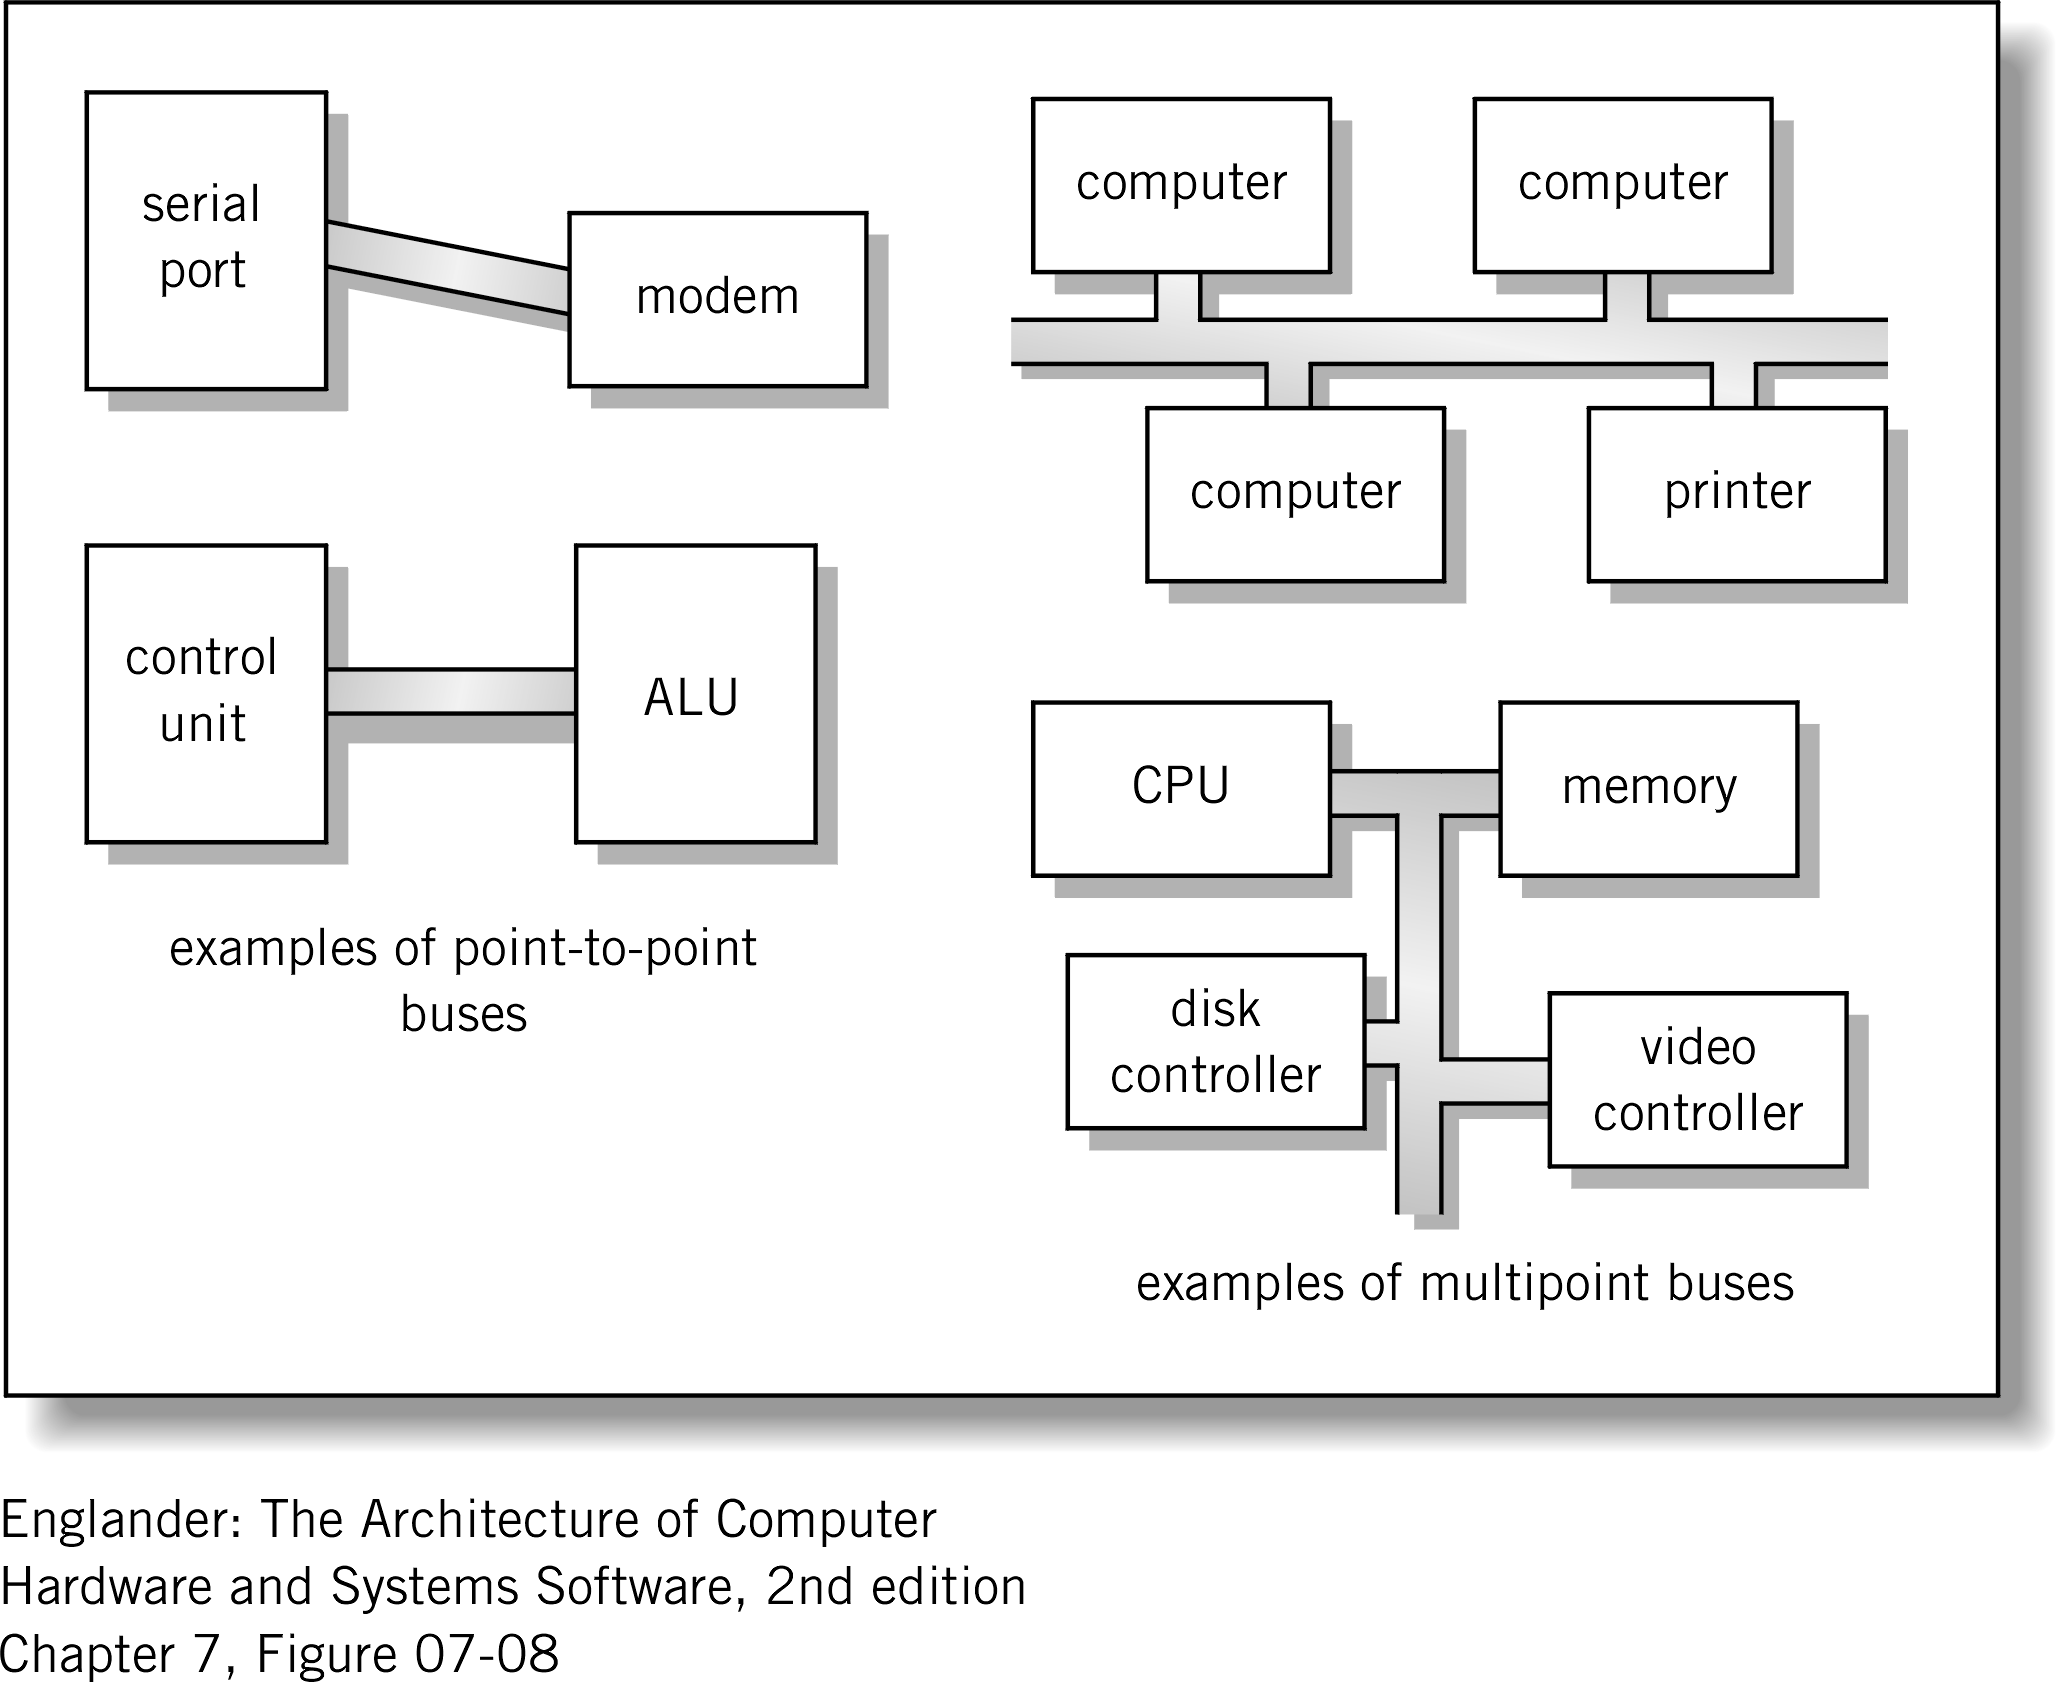 serial
port
modem
control
unit
ALU
examples of point-to-point
buses
computer
computer
computer
printer
CPU
memory
disk
controller
video
controller
examples of multipoint buses
Englander: The Architecture of Computer
Hardware and Systems Software, 2nd edition
Chapter 7, Figure 07-08